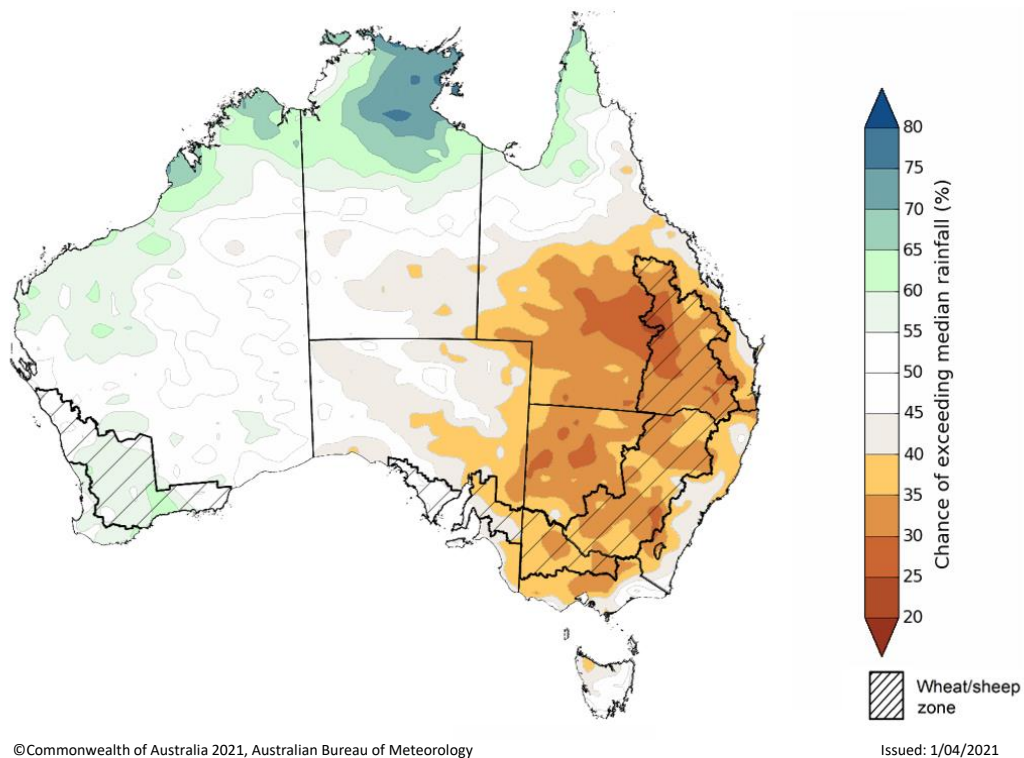 80
75
70
65
60
55
50
45
40
35
30
25
20
Chance of exceeding median rainfall (%)
Wheat/sheep
zone
©Commonwealth of Australia 2021, Australian Bureau of Meteorology
Issued: 1/04/2021